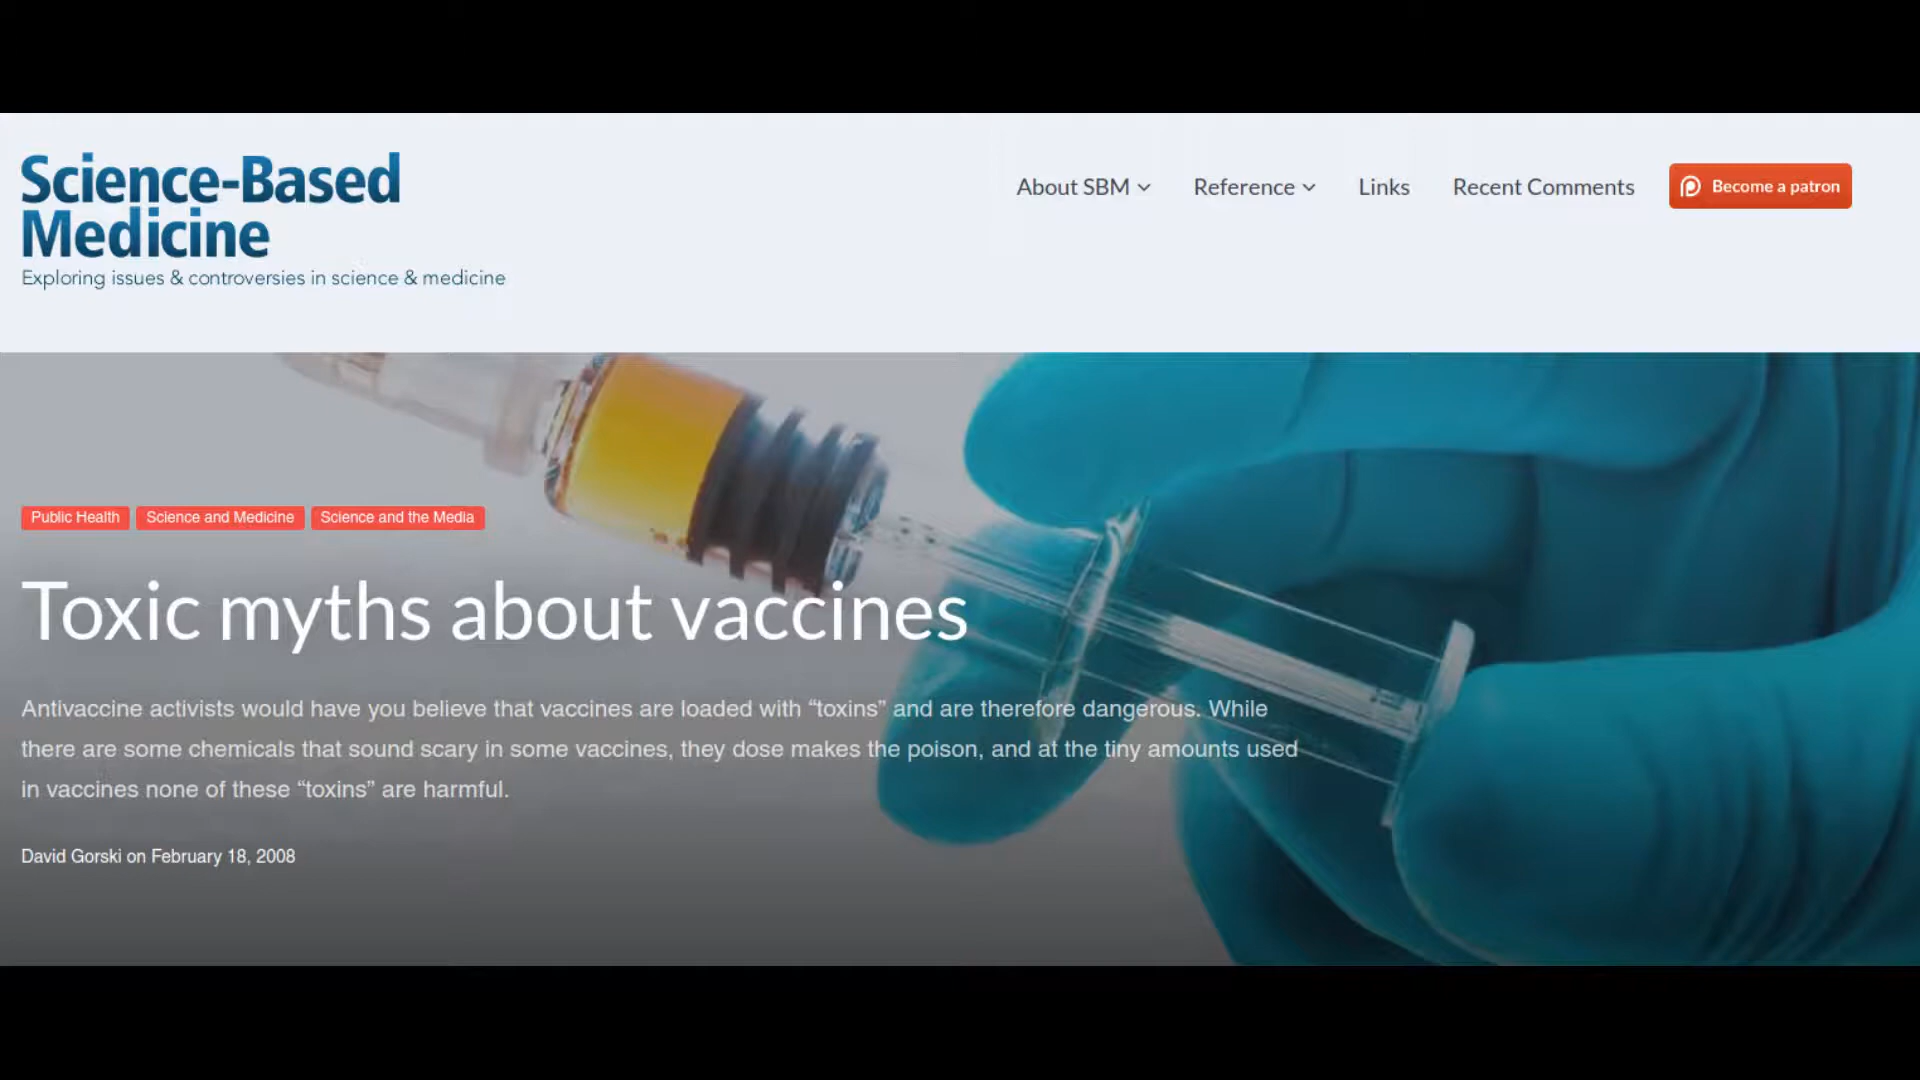 Science-Based
Medicine
Exploring issues & controversies in science & medicine
About SBM
Reference
Links
Recent Comments
Become a patron
Public Health
Science and Medicine
Science and the Media
Toxic myths about vaccines
Antivaccine activists would have you believe that vaccines are loaded with “toxins” and are therefore dangerous. While
there are some chemicals that sound scary in some vaccines, they dose makes the poison, and at the tiny amounts used
in vaccines none of these “toxins” are harmful.
David Gorski on February 18, 2008